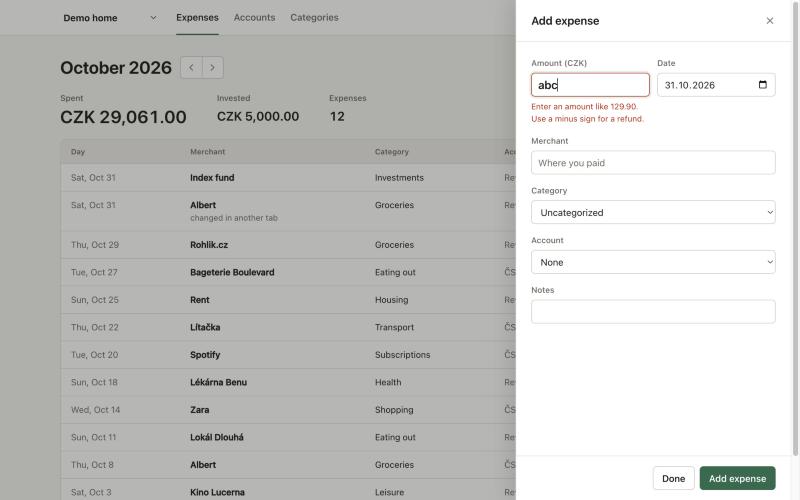 Demo home Expenses Accounts Categories
October 2026
Spent Invested Expenses
CZK 29,061.00 CZK 5,000.00 12
Day Merchant Category
Sat, Oct 31 Index fund Investments
Sat, Oct 31 Albert Groceries
changed in another tab
Thu, Oct 29 Rohlik.cz Groceries
Tue, Oct 27 Bageterie Boulevard Eating out
Sun, Oct 25 Rent Housing
Thu, Oct 22 Lítačka Transport
Tue, Oct 20 Spotify Subscriptions
Sun, Oct 18 Lékárna Benu Health
Wed, Oct 14 Zara Shopping
Sun, Oct 11 Lokál Dlouhá Eating out
Thu, Oct 8 Albert Groceries
Sat, Oct 3 Kino Lucerna Leisure
Add expense
Amount (CZK) Date
abc 31.10.2026
Enter an amount like 129.90.
Use a minus sign for a refund.
Merchant
Where you paid
Category
Uncategorized
Account
None
Notes
Done Add expense